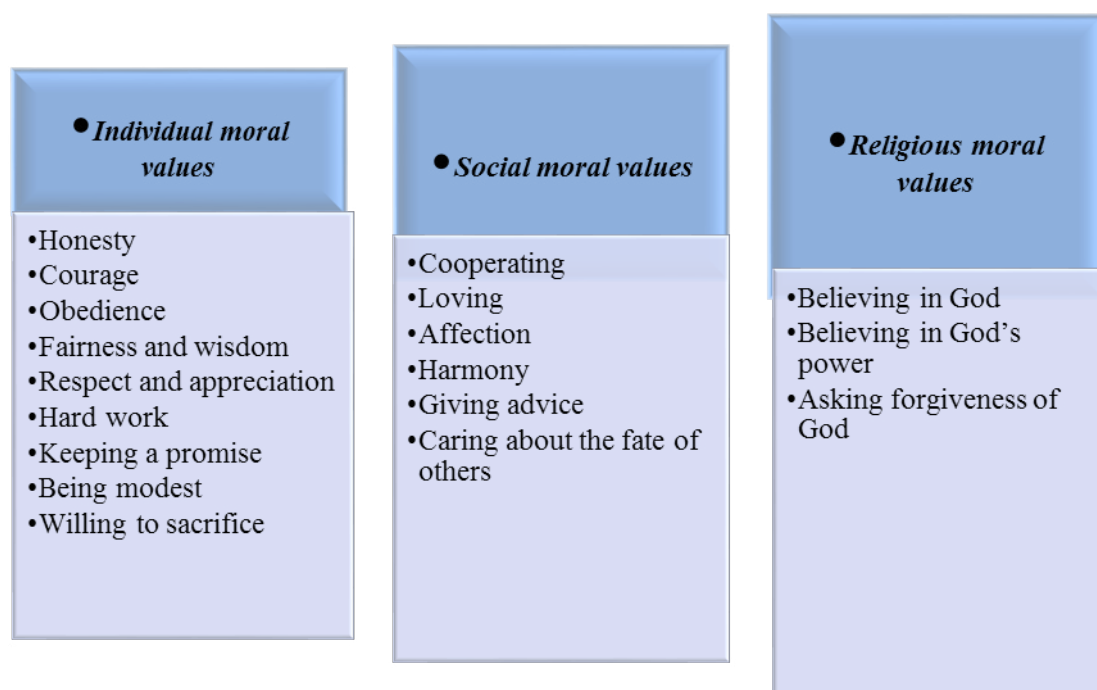 •Individual moral
values
•Honesty
•Courage
•Obedience
•Fairness and wisdom
•Respect and appreciation
•Hard work
•Keeping a promise
•Being modest
•Willing to sacrifice
•Social moral values
•Cooperating
•Loving
•Affection
•Harmony
•Giving advice
•Caring about the fate of
others
•Religious moral
values
•Believing in God
•Believing in God’s
power
•Asking forgiveness of
God